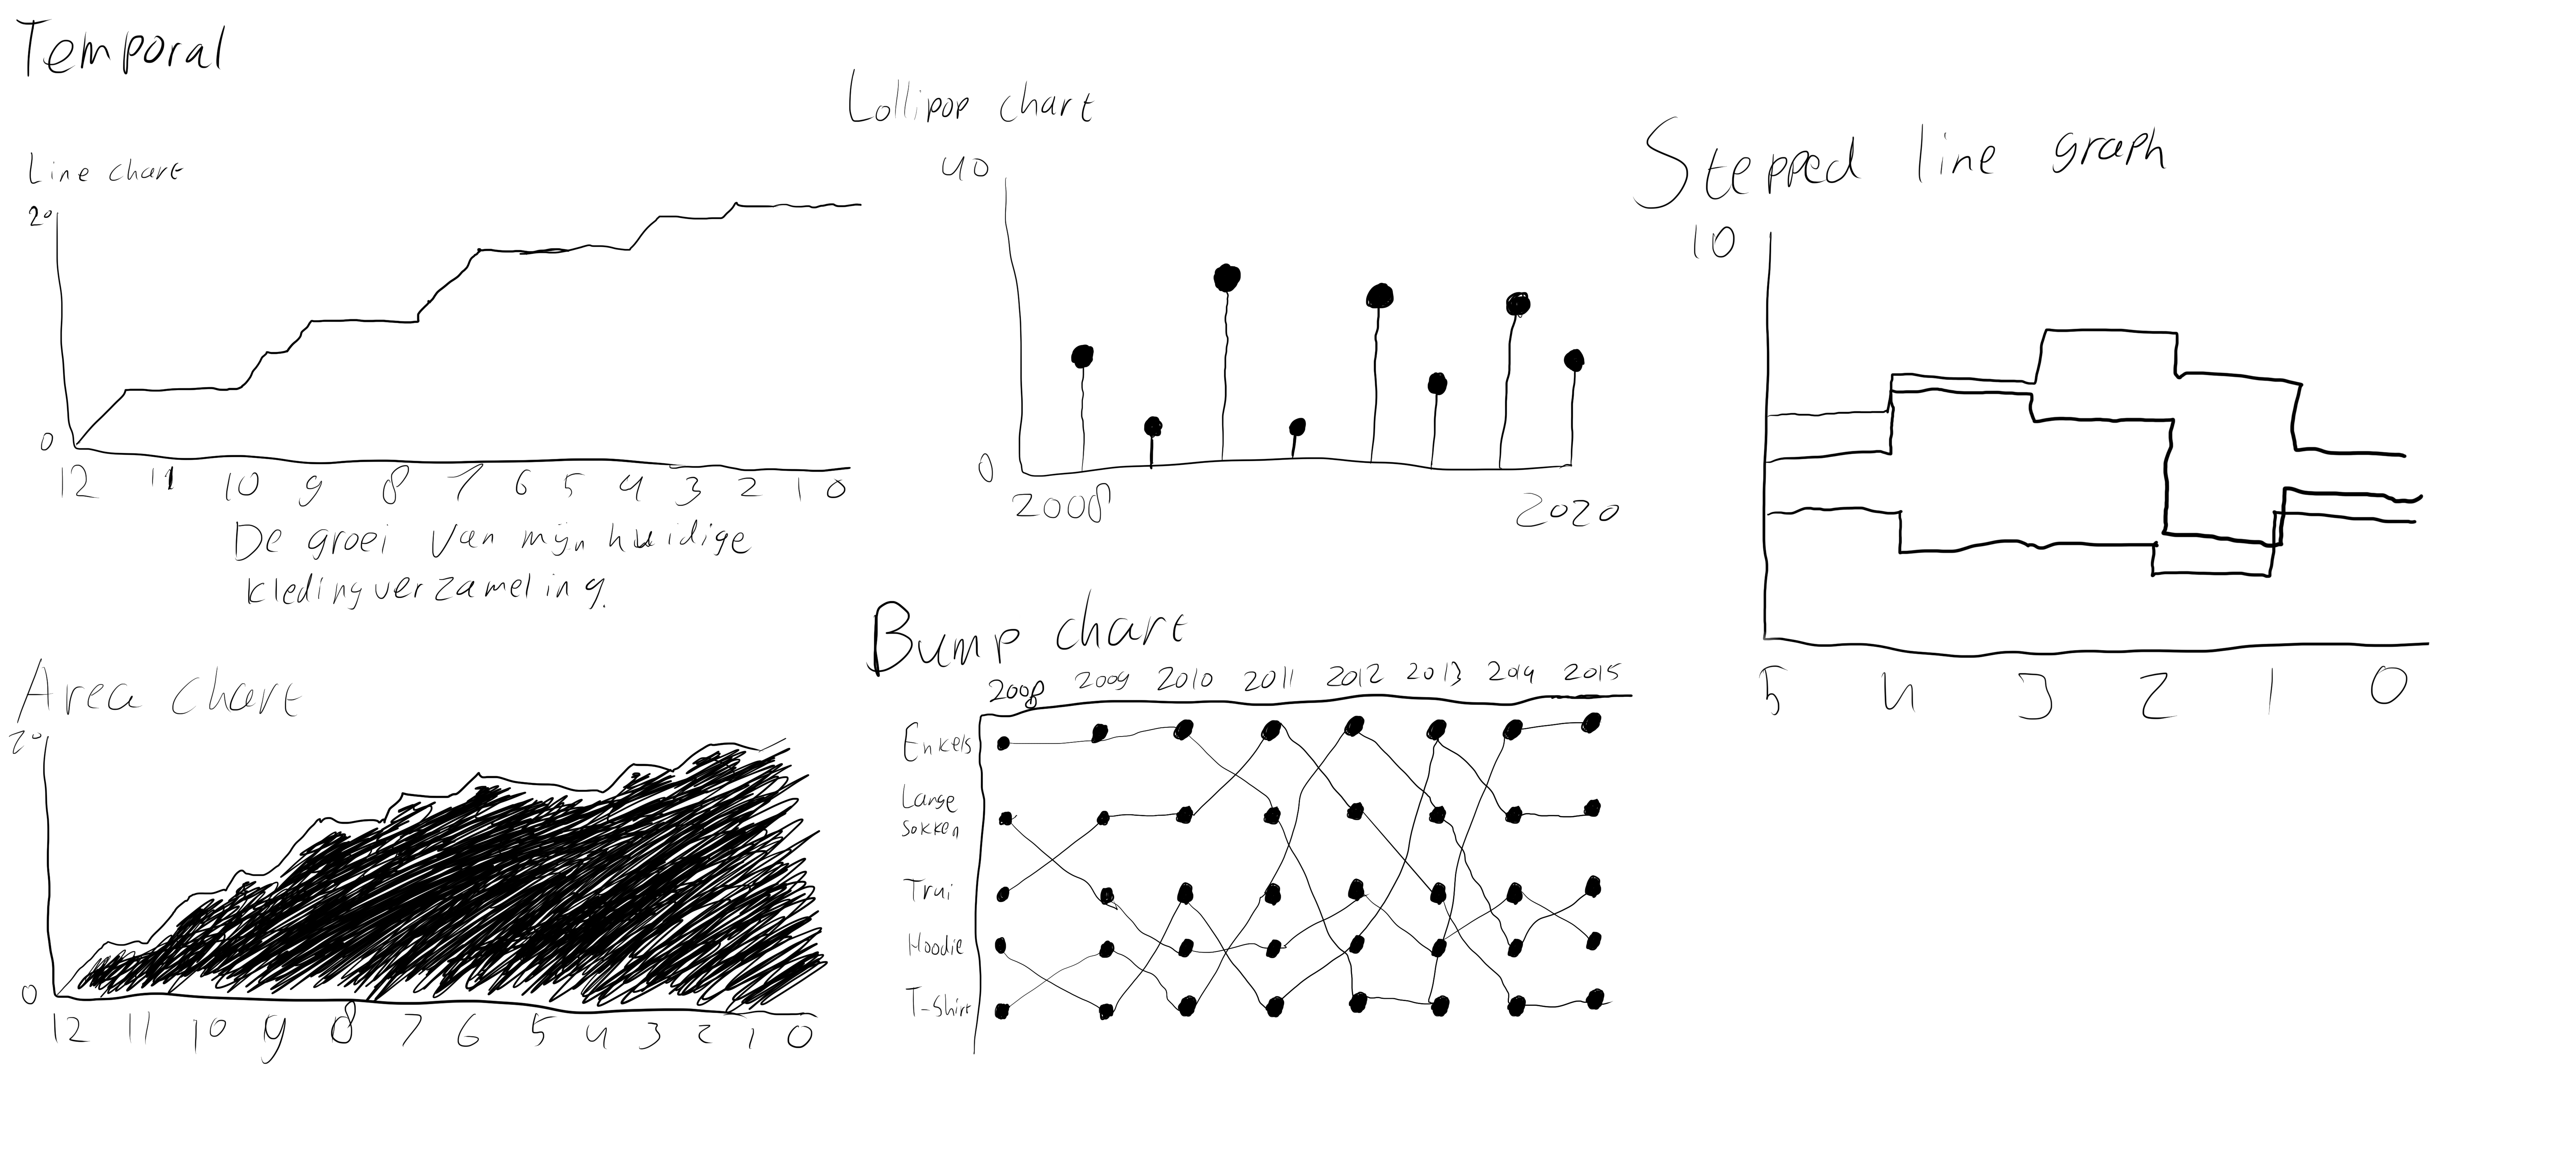 Temporal
Line chart
20
0
12 11 10 9 8 7 6 5 4 3 2 1 0
De groei van mijn huidige
kledingverzameling.
Area chart
20
0
12 11 10 9 8 7 6 5 4 3 2 1 0
Lollipop chart
40
0
2008 2020
Bump chart
2008 2009 2010 2011 2012 2013 2014 2015
Enkels
Lange
sokken
Trui
Hoodie
T-shirt
Stepped line graph
10
5 4 3 2 1 0